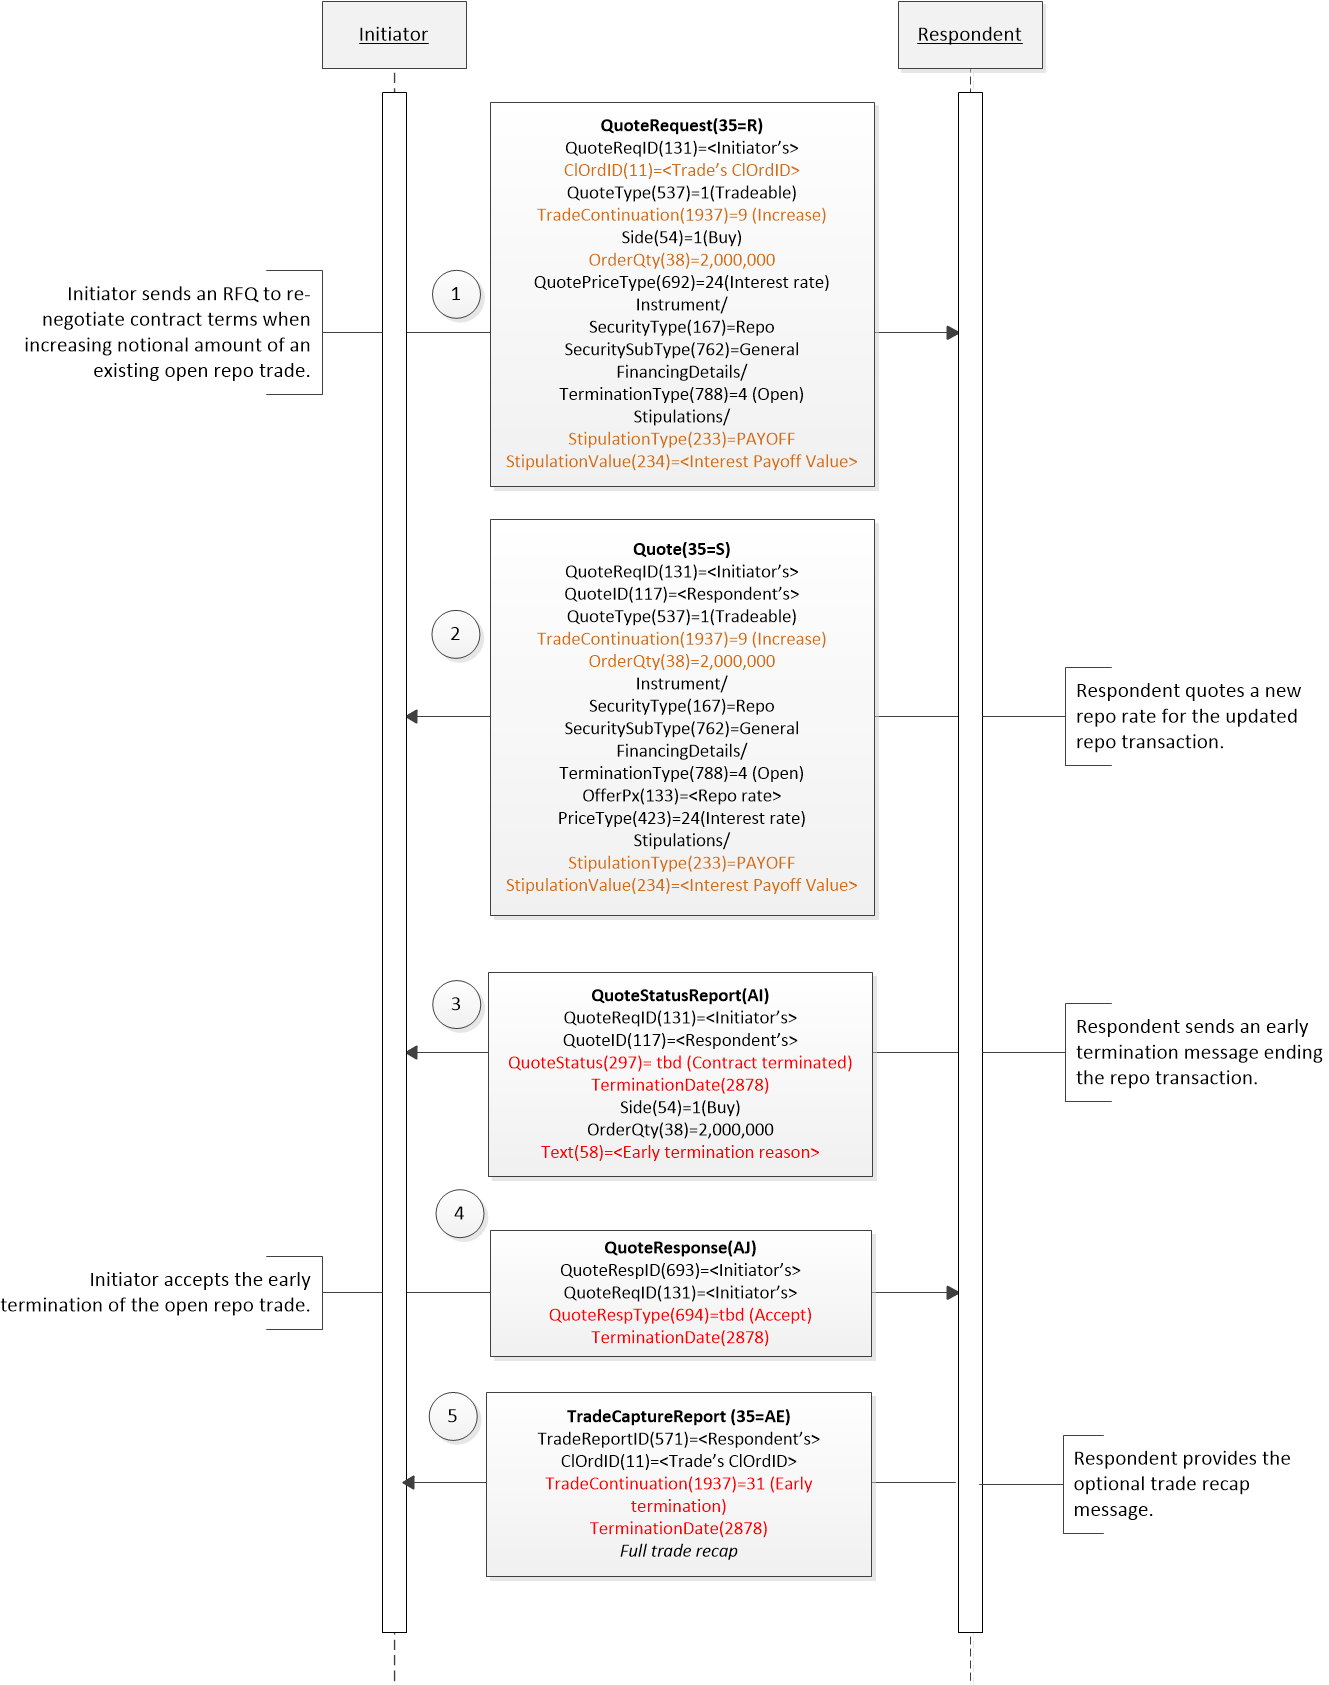 Initiator
Respondent
QuoteRequest(35=R)
QuoteReqID(131)=<Initiator’s>
ClOrdID(11)=<Trade’s ClOrdID>
QuoteType(537)=1(Tradeable)
TradeContinuation(1937)=9 (Increase)
Side(54)=1(Buy)
OrderQty(38)=2,000,000
QuotePriceType(692)=24(Interest rate)
Instrument/
SecurityType(167)=Repo
SecuritySubType(762)=General
FinancingDetails/
TerminationType(788)=4 (Open)
Stipulations/
StipulationType(233)=PAYOFF
StipulationValue(234)=<Interest Payoff Value>
1
Initiator sends an RFQ to re-
negotiate contract terms when
increasing notional amount of an
existing open repo trade.
Quote(35=S)
QuoteReqID(131)=<Initiator’s>
QuoteID(117)=<Respondent’s>
QuoteType(537)=1(Tradeable)
TradeContinuation(1937)=9 (Increase)
OrderQty(38)=2,000,000
Instrument/
SecurityType(167)=Repo
SecuritySubType(762)=General
FinancingDetails/
TerminationType(788)=4 (Open)
OfferPx(133)=<Repo rate>
PriceType(423)=24(Interest rate)
Stipulations/
StipulationType(233)=PAYOFF
StipulationValue(234)=<Interest Payoff Value>
2
Respondent quotes a new
repo rate for the updated
repo transaction.
3
QuoteStatusReport(AI)
QuoteReqID(131)=<Initiator’s>
QuoteID(117)=<Respondent’s>
QuoteStatus(297)= tbd (Contract terminated)
TerminationDate(2878)
Side(54)=1(Buy)
OrderQty(38)=2,000,000
Text(58)=<Early termination reason>
Respondent sends an early
termination message ending
the repo transaction.
4
QuoteResponse(AJ)
QuoteRespID(693)=<Initiator’s>
QuoteReqID(131)=<Initiator’s>
QuoteRespType(694)=tbd (Accept)
TerminationDate(2878)
Initiator accepts the early
termination of the open repo trade.
5
TradeCaptureReport (35=AE)
TradeReportID(571)=<Respondent’s>
ClOrdID(11)=<Trade’s ClOrdID>
TradeContinuation(1937)=31 (Early
termination)
TerminationDate(2878)
Full trade recap
Respondent provides the
optional trade recap
message.